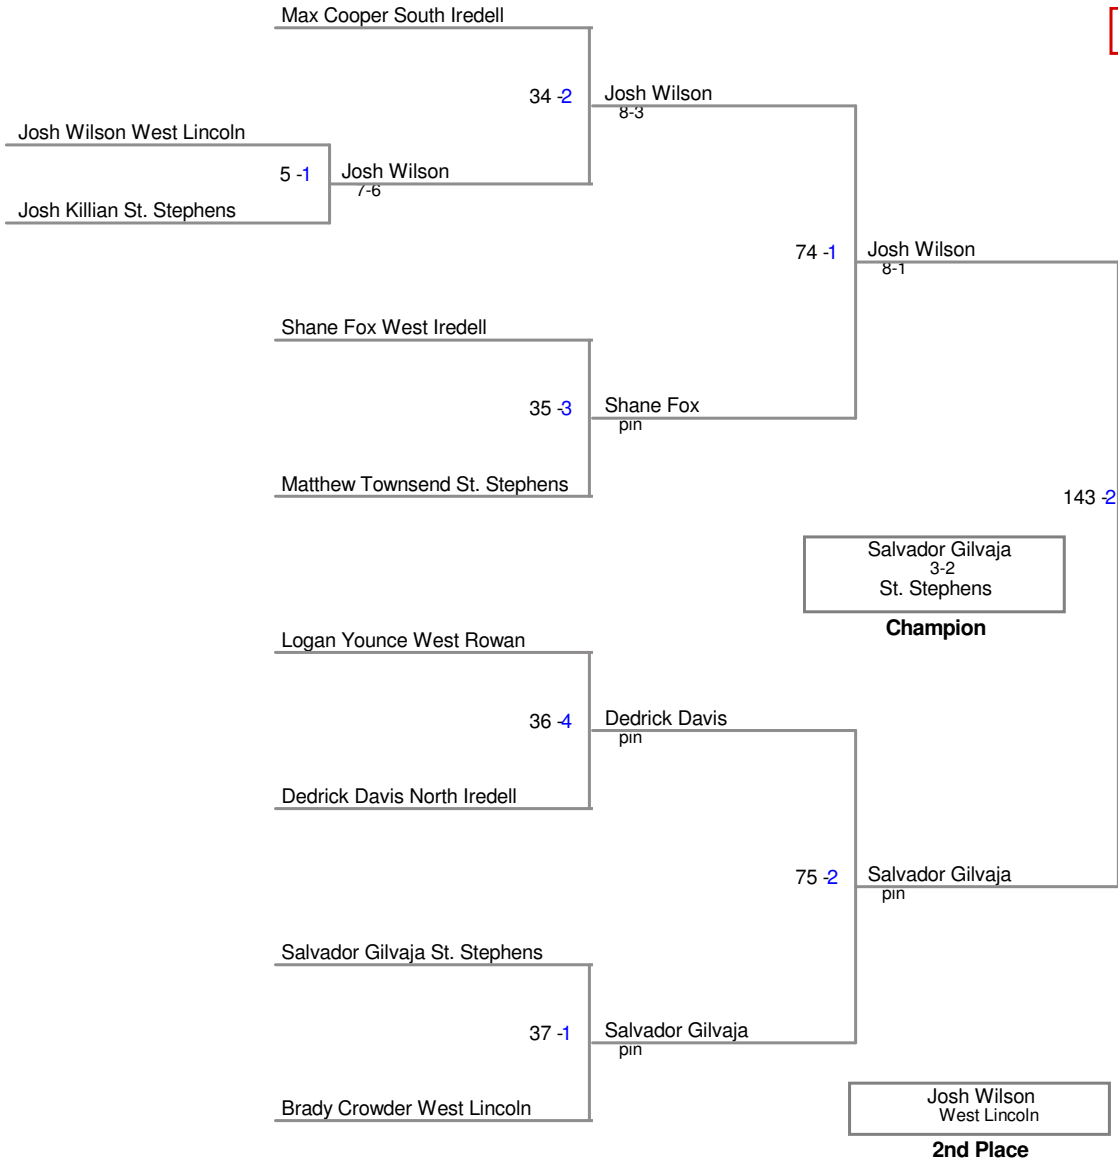 Max Cooper South Iredell
34 -2
Josh Wilson
8-3
Josh Wilson West Lincoln
5 -1
Josh Wilson
7-6
Josh Killian St. Stephens
74 -1
Josh Wilson
8-1
Shane Fox West Iredell
35 -3
Shane Fox
pin
Matthew Townsend St. Stephens
143 -2
Salvador Gilvaja
3-2
St. Stephens
Champion
Logan Younce West Rowan
36 -4
Dedrick Davis
pin
Dedrick Davis North Iredell
75 -2
Salvador Gilvaja
pin
Salvador Gilvaja St. Stephens
37 -1
Salvador Gilvaja
pin
Brady Crowder West Lincoln
Josh Wilson
West Lincoln
2nd Place